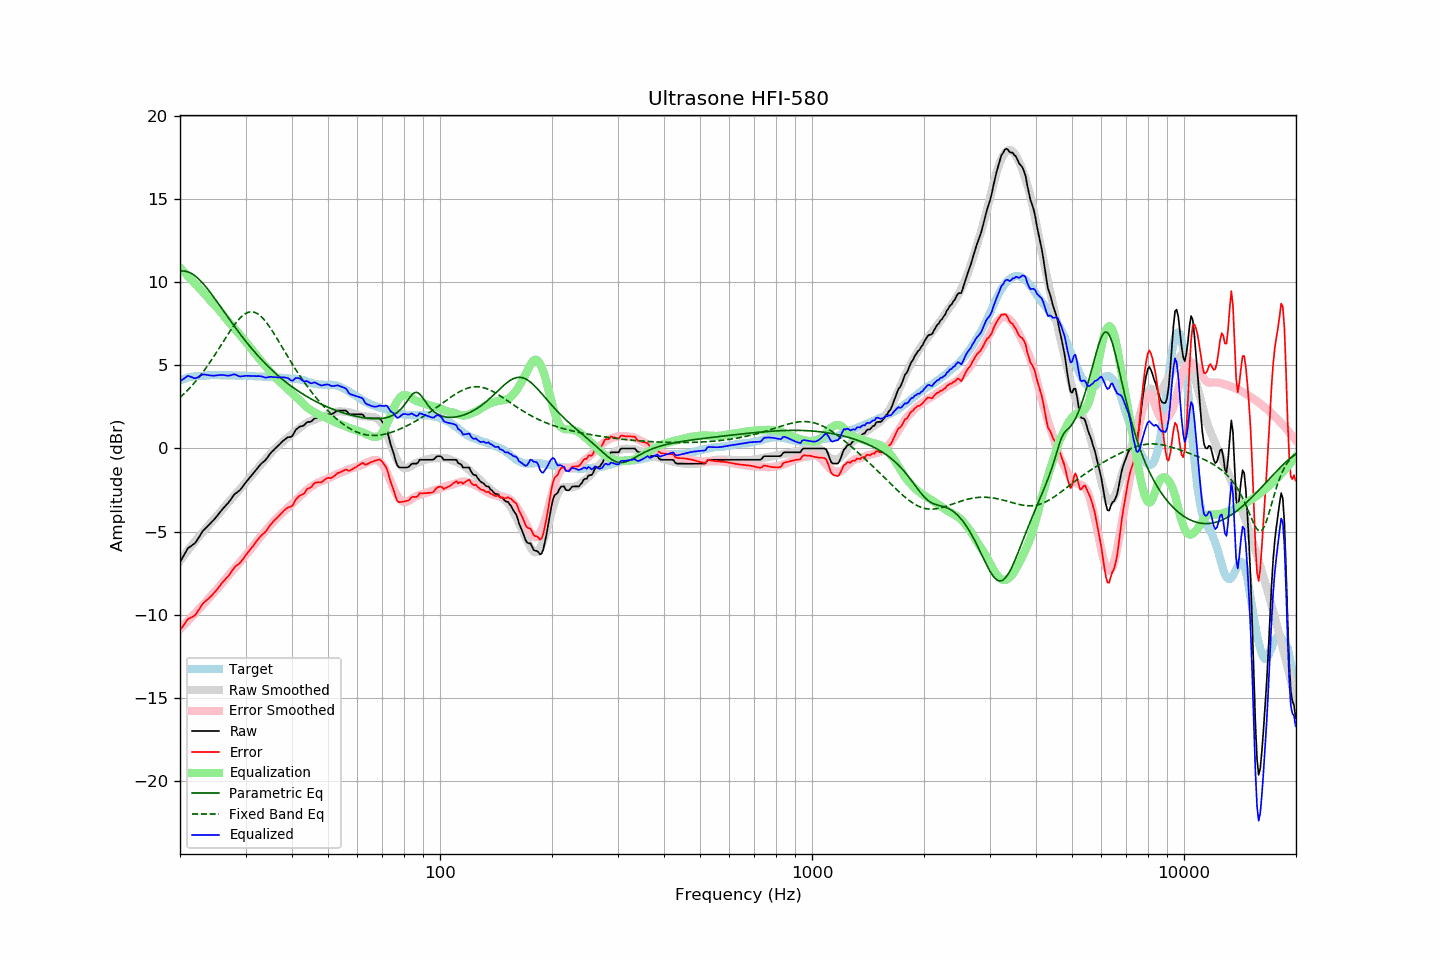 Ultrasone HFI-580
20
15
10
5
0
−5
−10
−15
−20
Amplitude (dBr)
Target
Raw Smoothed
Error Smoothed
Raw
Error
Equalization
Parametric Eq
Fixed Band Eq
Equalized
100
1000
10000
Frequency (Hz)